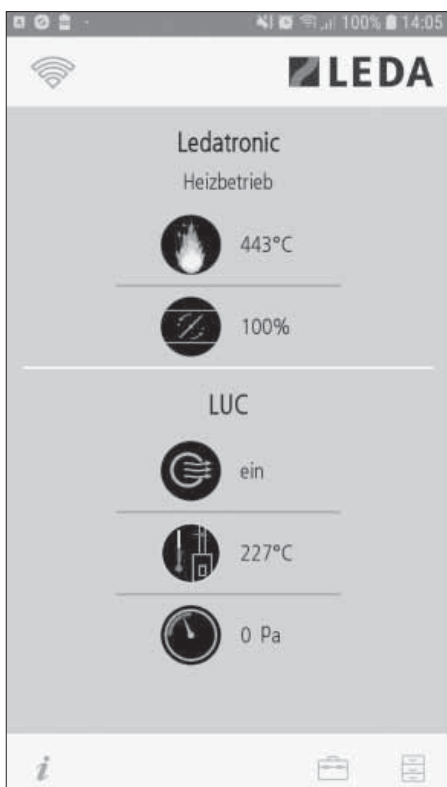 100% 14:05
LEDA
Ledatronic
Heizbetrieb
443°C
100%
LUC
ein
227°C
0 Pa
i